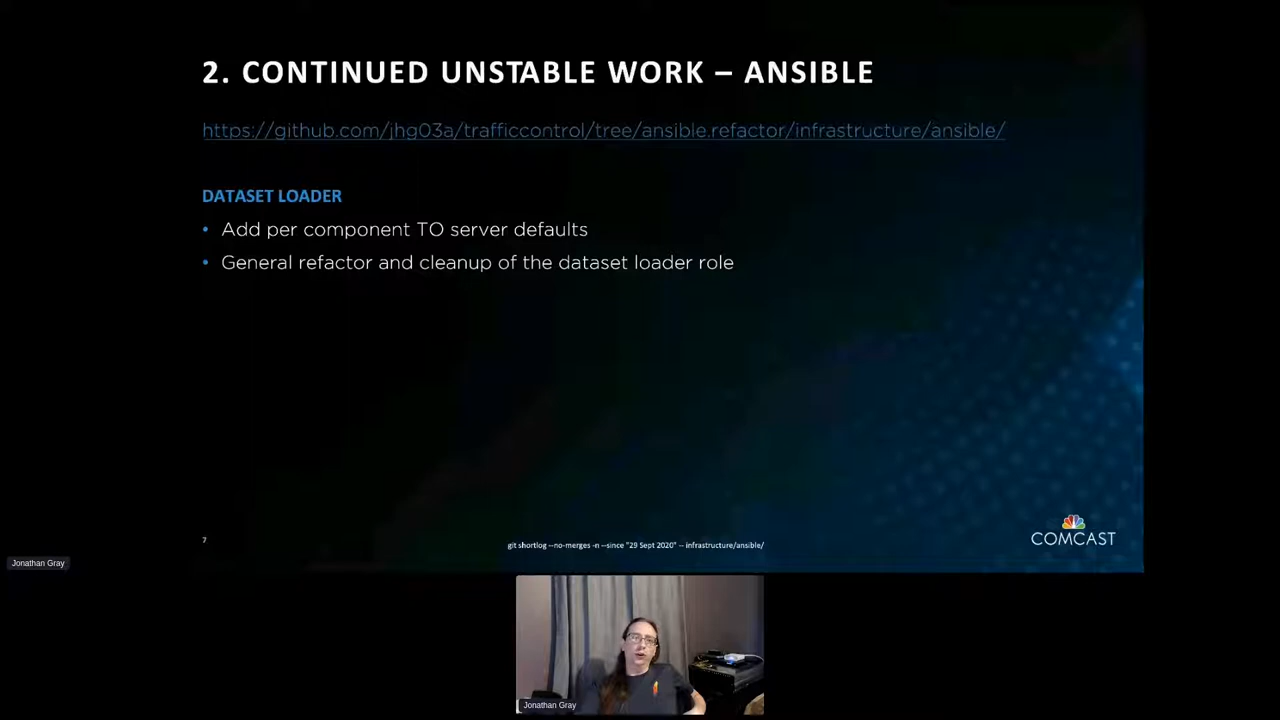 2. CONTINUED UNSTABLE WORK – ANSIBLE
https://github.com/jhg03a/trafficcontrol/tree/ansible.refactor/infrastructure/ansible/
DATASET LOADER
• Add per component TO server defaults
• General refactor and cleanup of the dataset loader role
7
git shortlog --no-merges -n --since "29 Sept 2020" -- infrastructure/ansible/
COMCAST
Jonathan Gray
Jonathan Gray